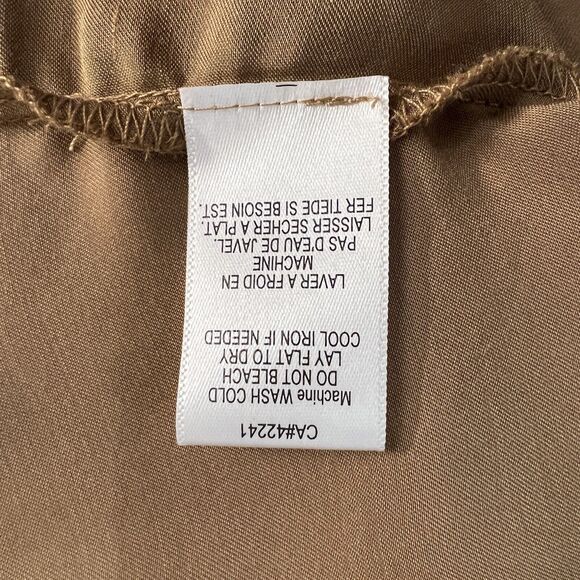 CA#42241
Machine WASH COLD
DO NOT BLEACH
LAY FLAT TO DRY
COOL IRON IF NEEDED
LAVER A FROID EN
MACHINE
PAS D'EAU DE JAVEL.
LAISSER SECHER A PLAT.
FER TIEDE SI BESOIN EST.